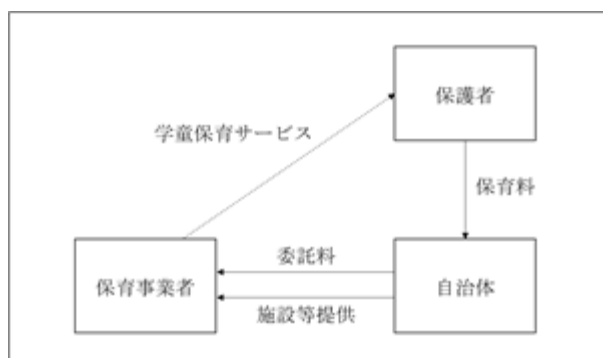 保護者
学童保育サービス
保育料
委託料
保育事業者
自治体
施設等提供